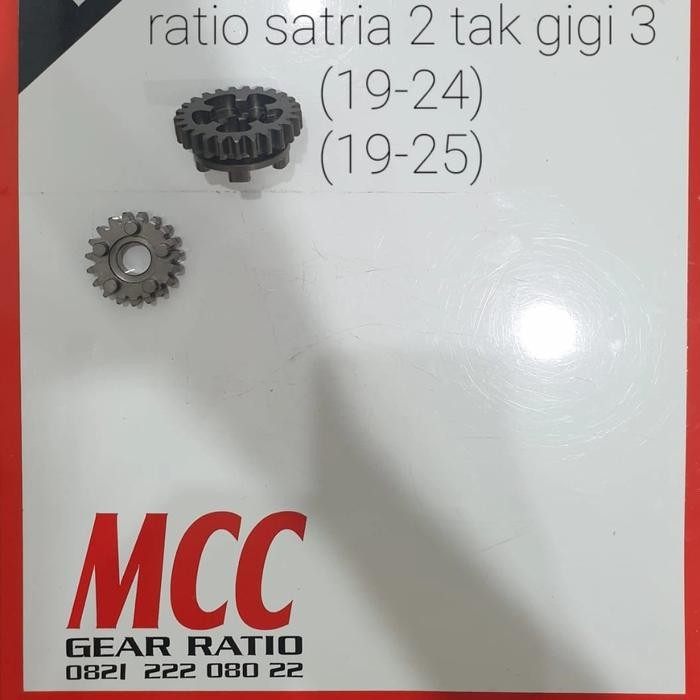 ratio satria 2 tak gigi 3
(19-24)
(19-25)
MCC
GEAR RATIO
0821 222 080 22